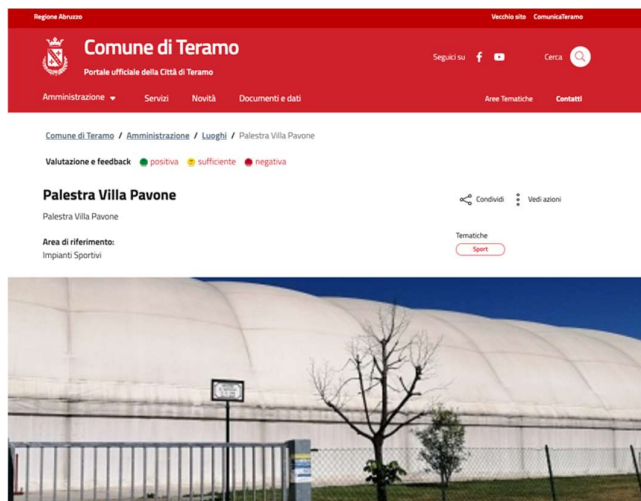 Regione Abruzzo
Vecchio sito ComunicaTeramo
Comune di Teramo
Portale ufficiale della Città di Teramo
Seguici su
Cerca
Amministrazione Servizi Novità Documenti e dati
Aree Tematiche Contatti
Comune di Teramo / Amministrazione / Luoghi / Palestra Villa Pavone
Valutazione e feedback positiva sufficiente negativa
Palestra Villa Pavone
Condividi Vedi azioni
Palestra Villa Pavone
Tematiche
Area di riferimento:
Sport
Impianti Sportivi